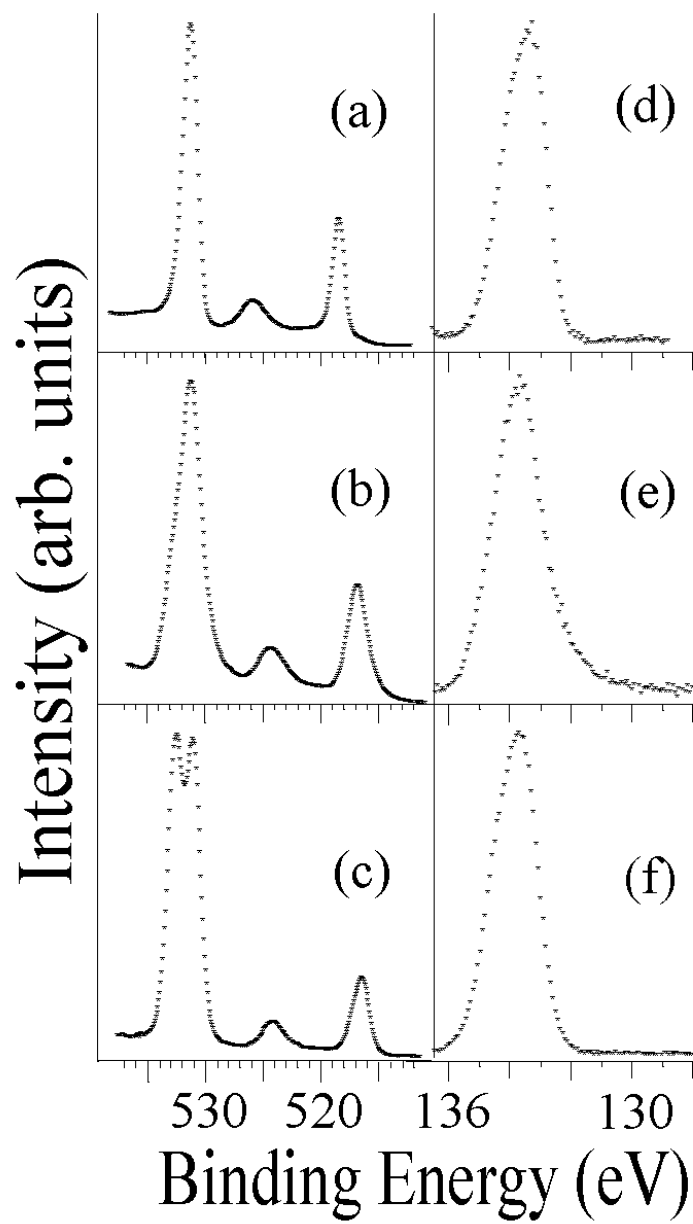 Intensity (arb. units)
(a)
(d)
(b)
(e)
(c)
(f)
530 520 136 130
Binding Energy (eV)